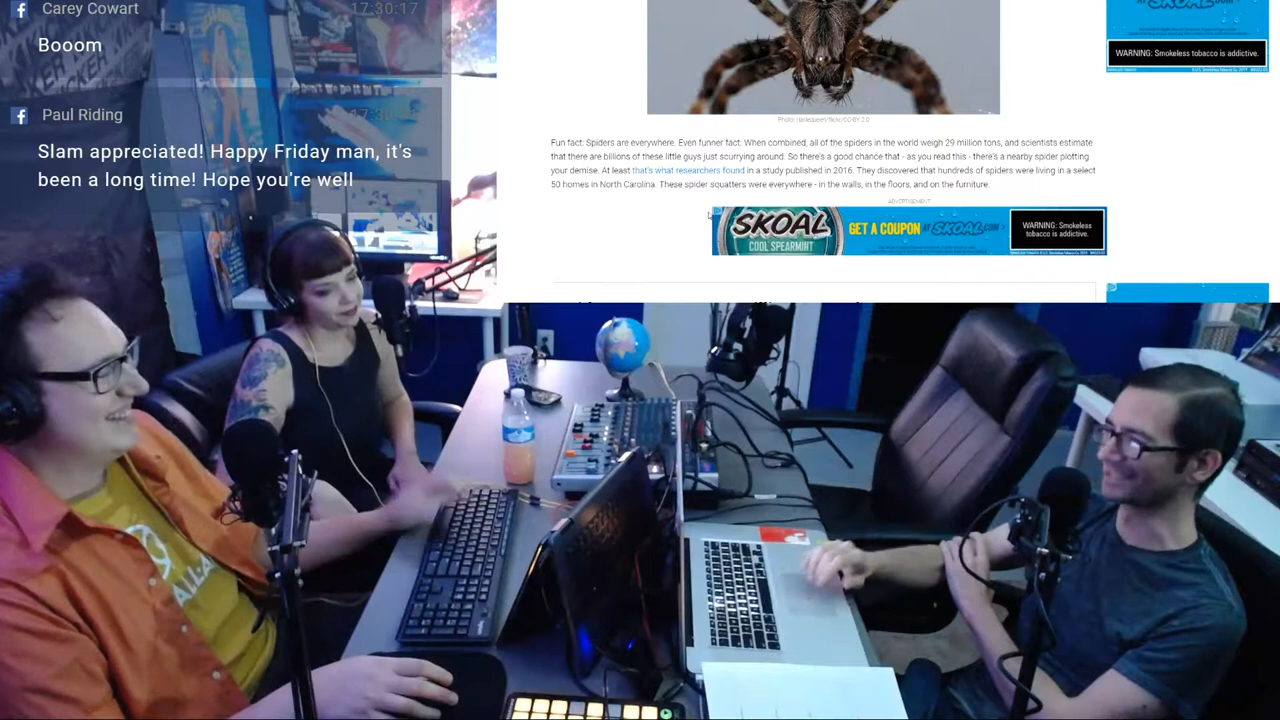 Carey Cowart
17:30:17
Booom
Paul Riding
Slam appreciated! Happy Friday man, it's
been a long time! Hope you're well
WARNING: Smokeless tobacco is addictive.
Fun fact: Spiders are everywhere. Even funner fact: When combined, all of the spiders in the world weigh 29 million tons, and scientists estimate
that there are billions of these little guys just scurrying around. So there's a good chance that - as you read this - there's a nearby spider plotting
your demise. At least that's what researchers found in a study published in 2016. They discovered that hundreds of spiders were living in a select
50 homes in North Carolina. These spider squatters were everywhere - in the walls, in the floors, and on the furniture.
ADVERTISEMENT
SKOAL
COOL SPEARMINT
GET A COUPON AT SKOAL.COM >
WARNING: Smokeless
tobacco is addictive.